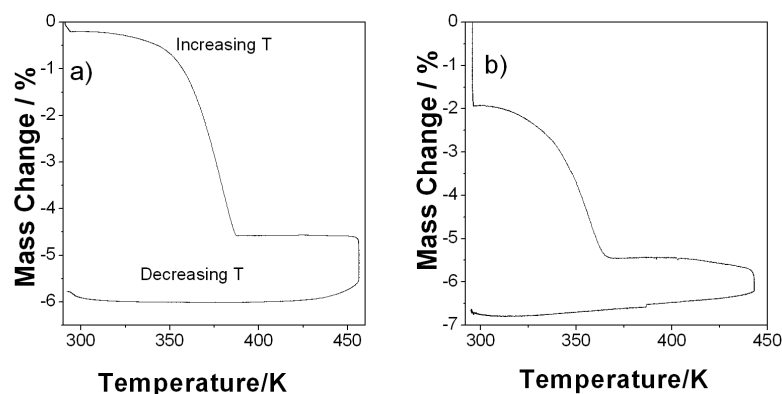 0
-1
-2
-3
-4
-5
-6
Mass Change / %
a)
Increasing T
Decreasing T
300
350
400
450
Temperature/K
0
-1
-2
-3
-4
-5
-6
-7
Mass Change / %
b)
300
350
400
450
Temperature/K